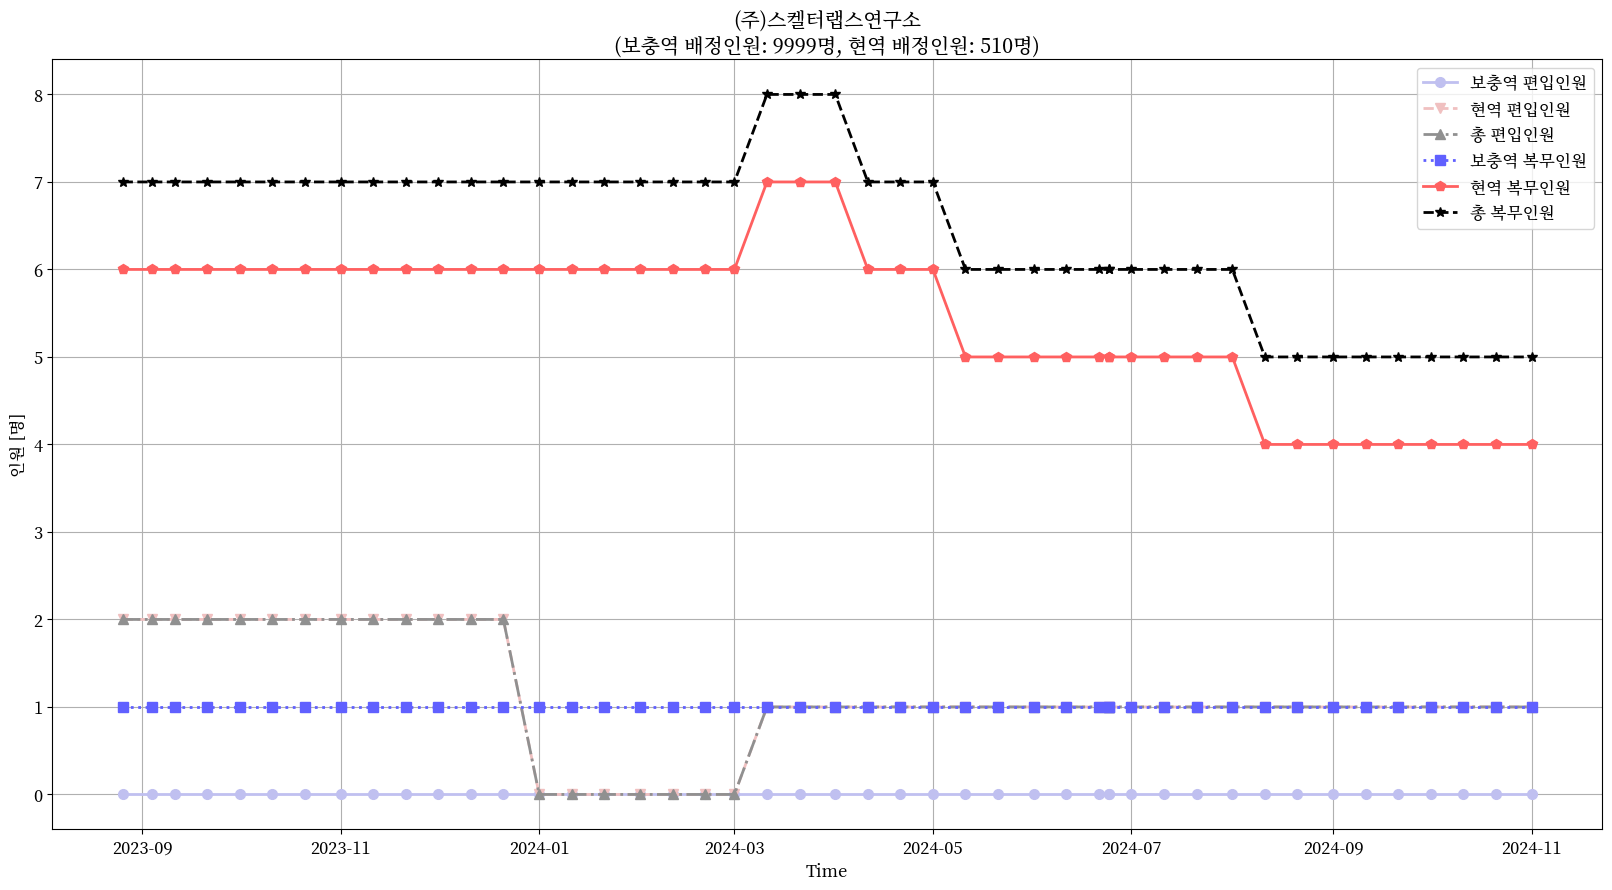 (주)스켈터랩스연구소
(보충역 배정인원: 9999명, 현역 배정인원: 510명)
보충역 편입인원
현역 편입인원
총 편입인원
보충역 복무인원
현역 복무인원
총 복무인원
인원 [명]
8
7
6
5
4
3
2
1
0
2023-09
2023-11
2024-01
2024-03
2024-05
2024-07
2024-09
2024-11
Time